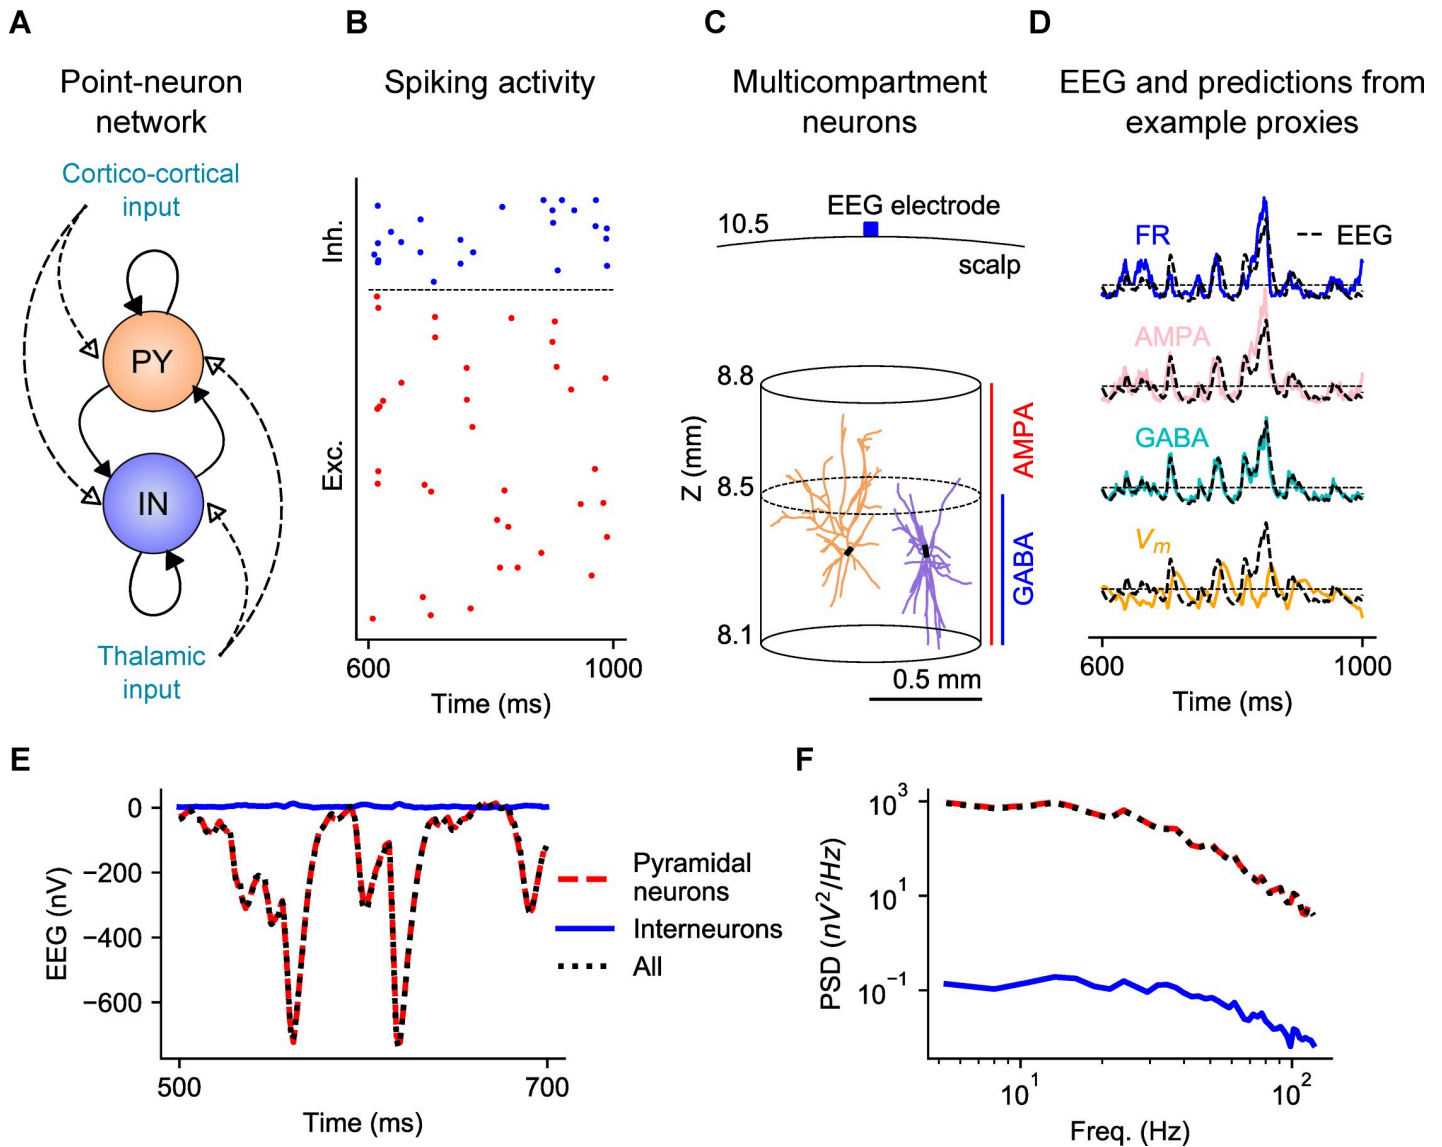 A
Point-neuron
network
Cortico-cortical
input
PY
IN
Thalamic
input
B
Spiking activity
Inh.
Exc.
600
1000
Time (ms)
C
Multicompartment
neurons
10.5
EEG electrode
scalp
8.8
8.5
8.1
Z (mm)
AMPA
GABA
0.5 mm
D
EEG and predictions from
example proxies
FR
EEG
AMPA
GABA
Vm
600
1000
Time (ms)
E
0
−200
−400
−600
EEG (nV)
500
700
Time (ms)
Pyramidal
neurons
Interneurons
All
F
10³
10¹
10⁻¹
PSD (nV²/Hz)
10¹
10²
Freq. (Hz)